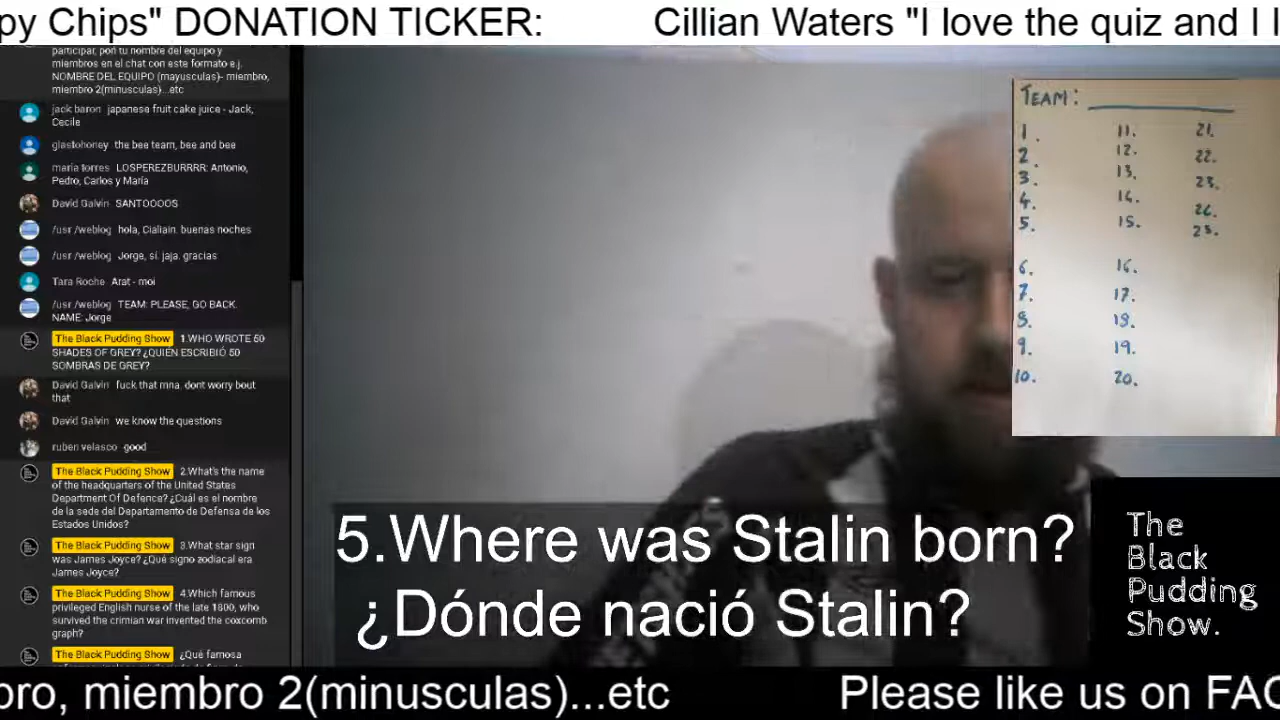 py Chips" DONATION TICKER: Cillian Waters "I love the quiz and I l
participar, pon tu nombre del equipo y
miembros en el chat con este formato e.j.
NOMBRE DEL EQUIPO (mayusculas)- miembro,
miembro 2(minusculas)...etc
jack baron japanese fruit cake juice - Jack,
Cecile
glastohoney the bee team, bee and bee
maria torres LOSPEREZBURRRR: Antonio,
Pedro, Carlos y María
David Galvin SANTOOOOS
/usr /weblog hola, Cialiain. buenas noches
/usr /weblog Jorge, sí. jaja. gracias
Tara Roche Arat - moi
/usr /weblog TEAM: PLEASE, GO BACK.
NAME: Jorge
The Black Pudding Show 1.WHO WROTE 50
SHADES OF GREY? ¿QUIÉN ESCRIBIÓ 50
SOMBRAS DE GREY?
David Galvin fuck that mna. dont worry bout
that
David Galvin we know the questions
ruben velasco good
The Black Pudding Show 2.What's the name
of the headquarters of the United States
Department Of Defence? ¿Cuál es el nombre
de la sede del Departamento de Defensa de los
Estados Unidos?
The Black Pudding Show 3.What star sign
was James Joyce? ¿Qué signo zodiacal era
James Joyce?
The Black Pudding Show 4.Which famous
privileged English nurse of the late 1800, who
survived the crimian war invented the coxcomb
graph?
The Black Pudding Show ¿Qué famosa
TEAM:
1. 11. 21.
2. 12. 22.
3. 13. 23.
4. 14. 24.
5. 15. 25.
6. 16.
7. 17.
8. 18.
9. 19.
10. 20.
5.Where was Stalin born?
¿Dónde nació Stalin?
The
Black
Pudding
Show.
bro, miembro 2(minusculas)...etc Please like us on FAC